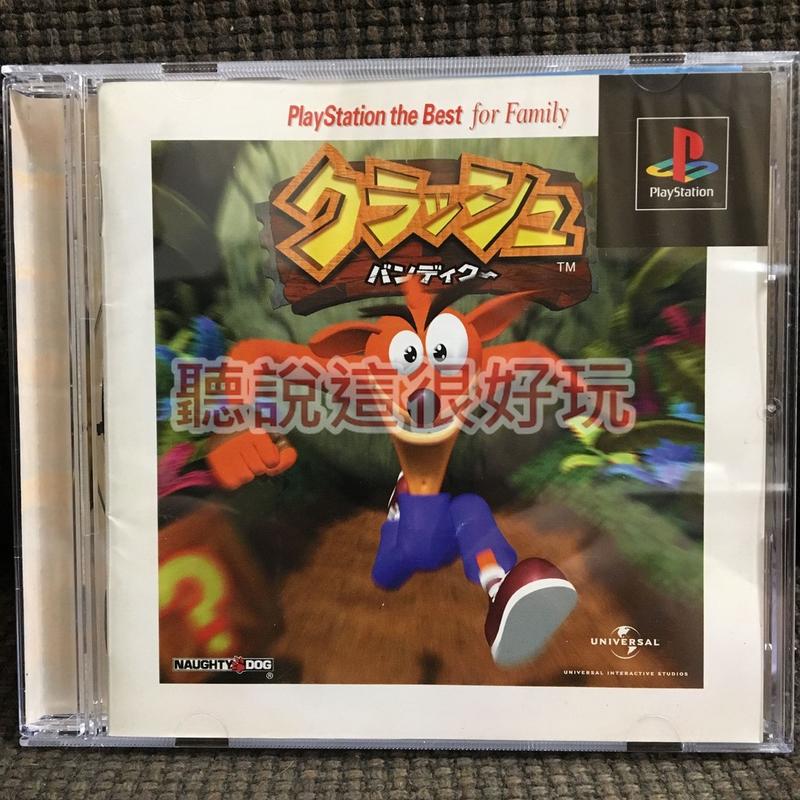 PlayStation the Best for Family
PlayStation
クラッシュ
バンディクー
TM
聽說這很好玩
NAUGHTY DOG
®
UNIVERSAL
UNIVERSAL INTERACTIVE STUDIOS